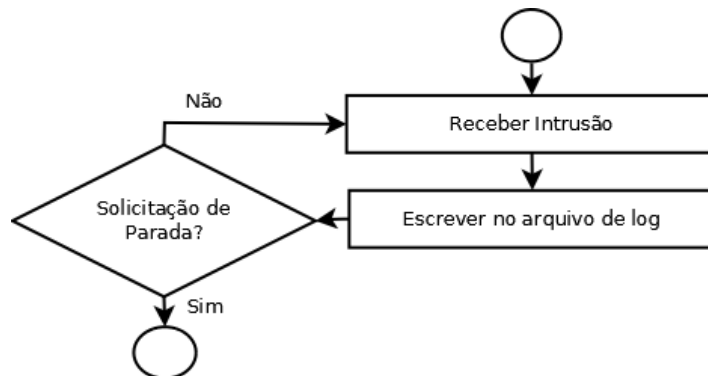 Não
Receber Intrusão
Solicitação de
Parada?
Escrever no arquivo de log
Sim